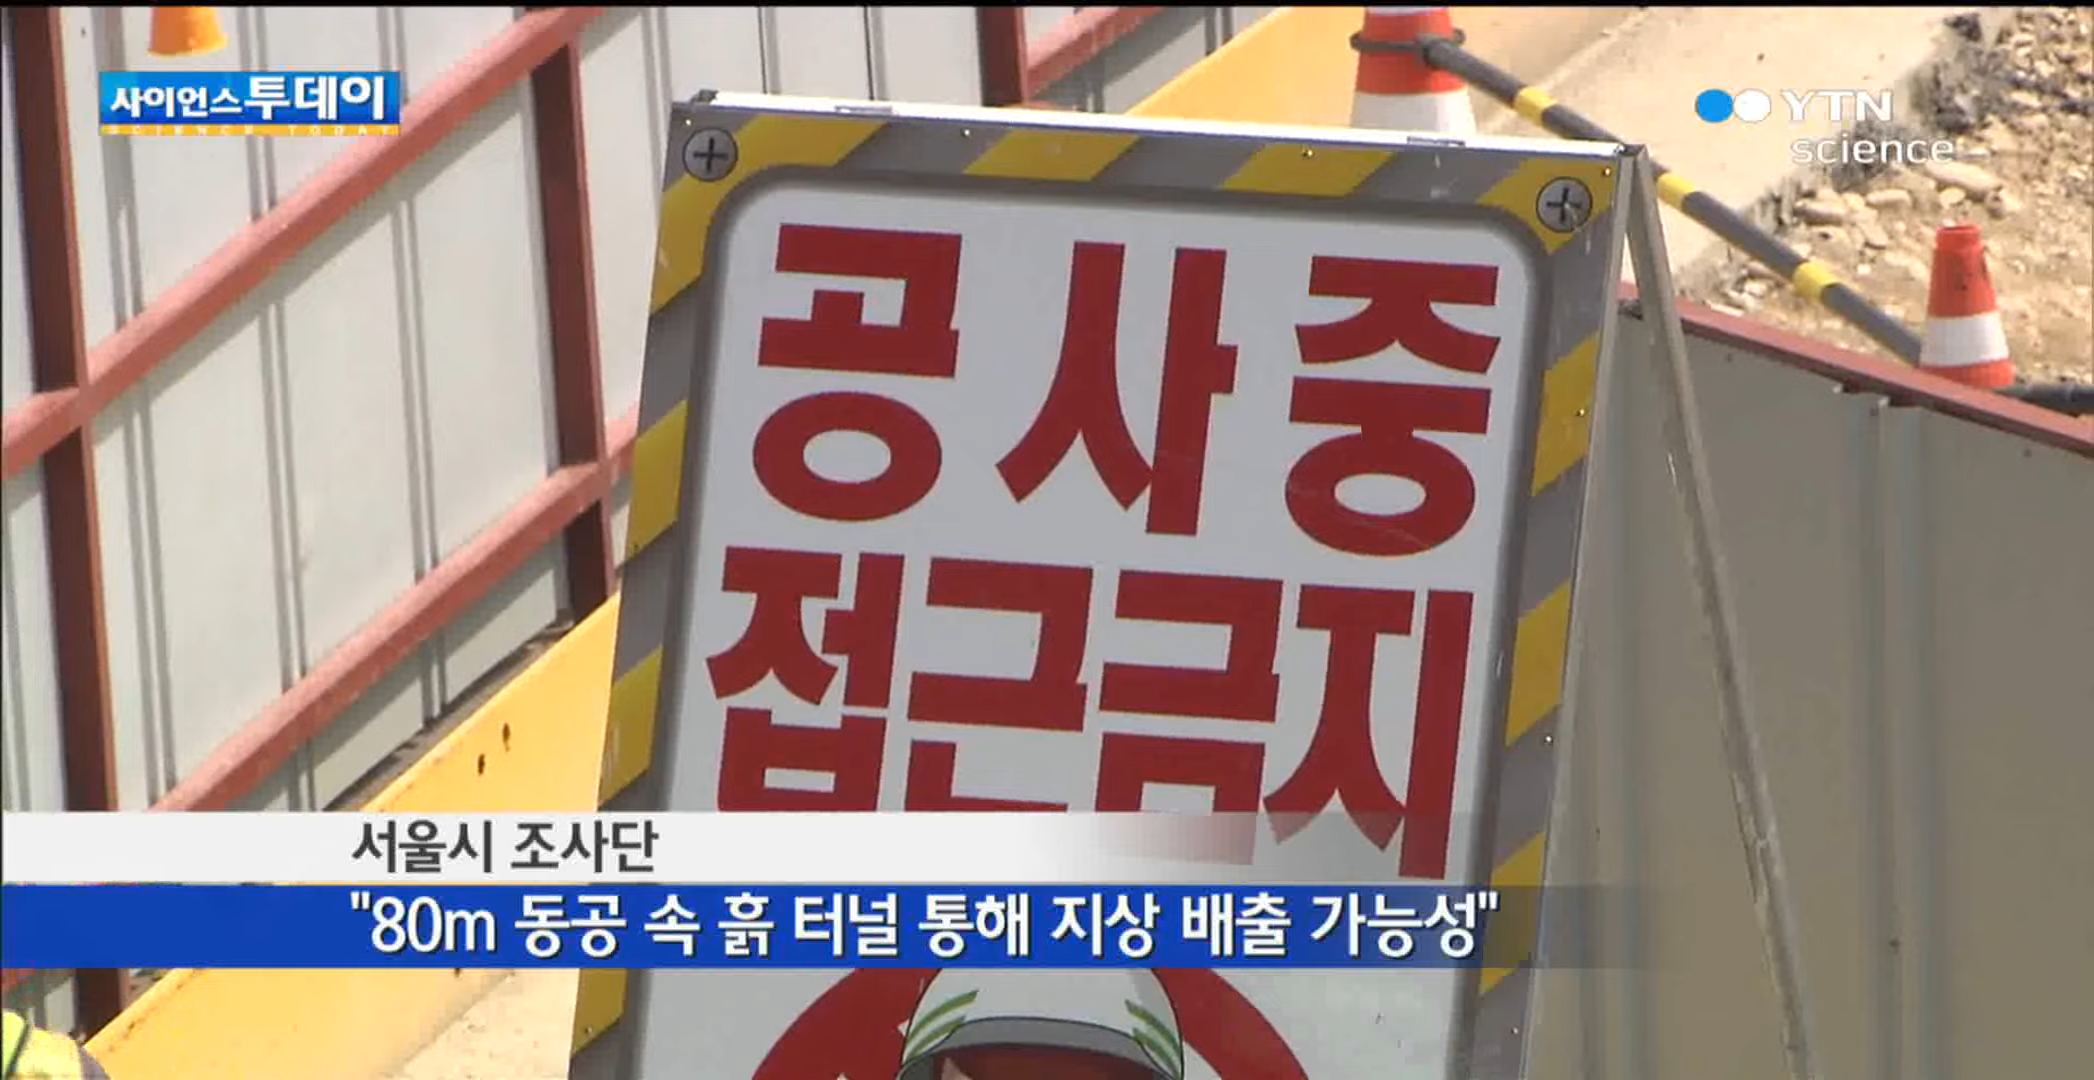 사이언스투데이
SCIENCE TODAY
YTN
science
공사중
접근금지
서울시 조사단
"80m 동공 속 흙 터널 통해 지상 배출 가능성"